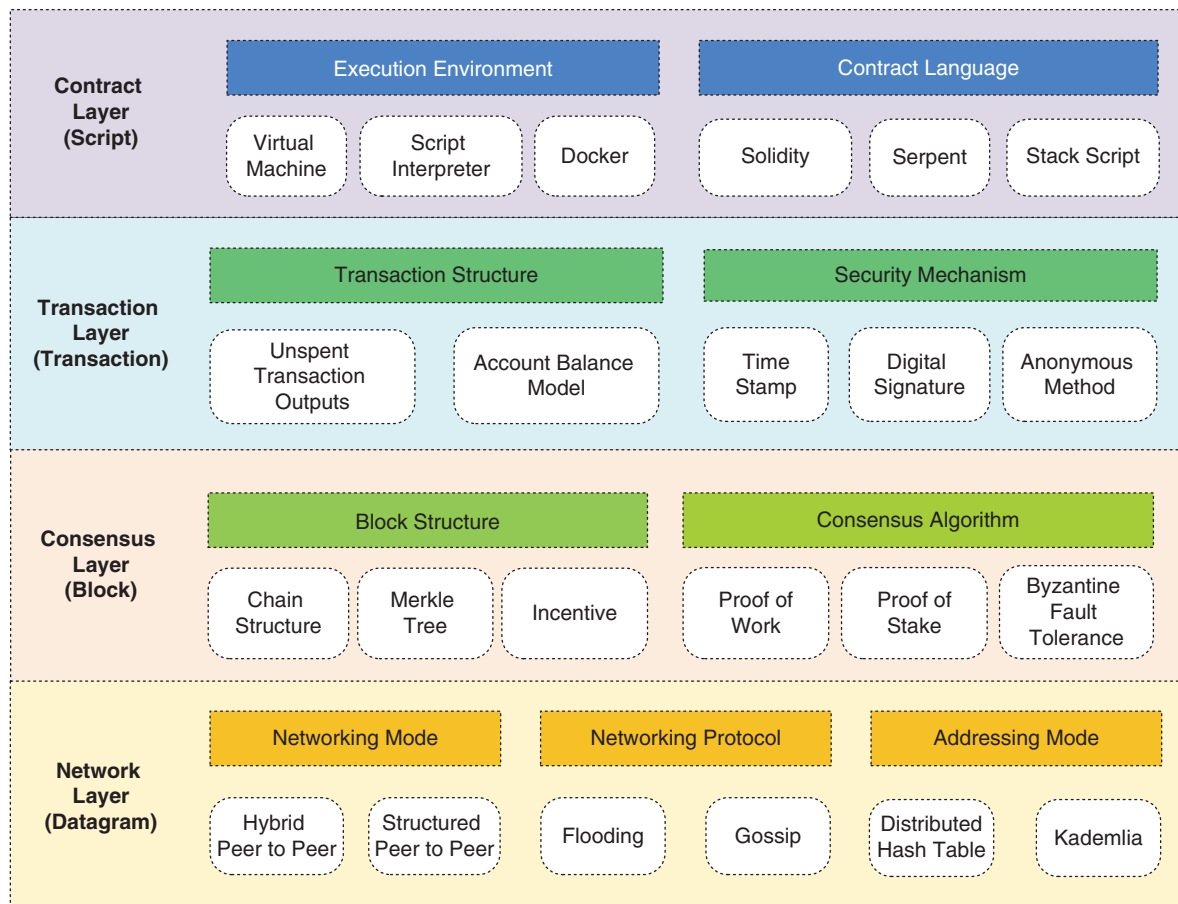 Contract
Layer
(Script)
Execution Environment
Contract Language
Virtual
Machine
Script
Interpreter
Docker
Solidity
Serpent
Stack Script
Transaction
Layer
(Transaction)
Transaction Structure
Security Mechanism
Unspent
Transaction
Outputs
Account Balance
Model
Time
Stamp
Digital
Signature
Anonymous
Method
Consensus
Layer
(Block)
Block Structure
Consensus Algorithm
Chain
Structure
Merkle
Tree
Incentive
Proof of
Work
Proof of
Stake
Byzantine
Fault
Tolerance
Network
Layer
(Datagram)
Networking Mode
Networking Protocol
Addressing Mode
Hybrid
Peer to Peer
Structured
Peer to Peer
Flooding
Gossip
Distributed
Hash Table
Kademlia